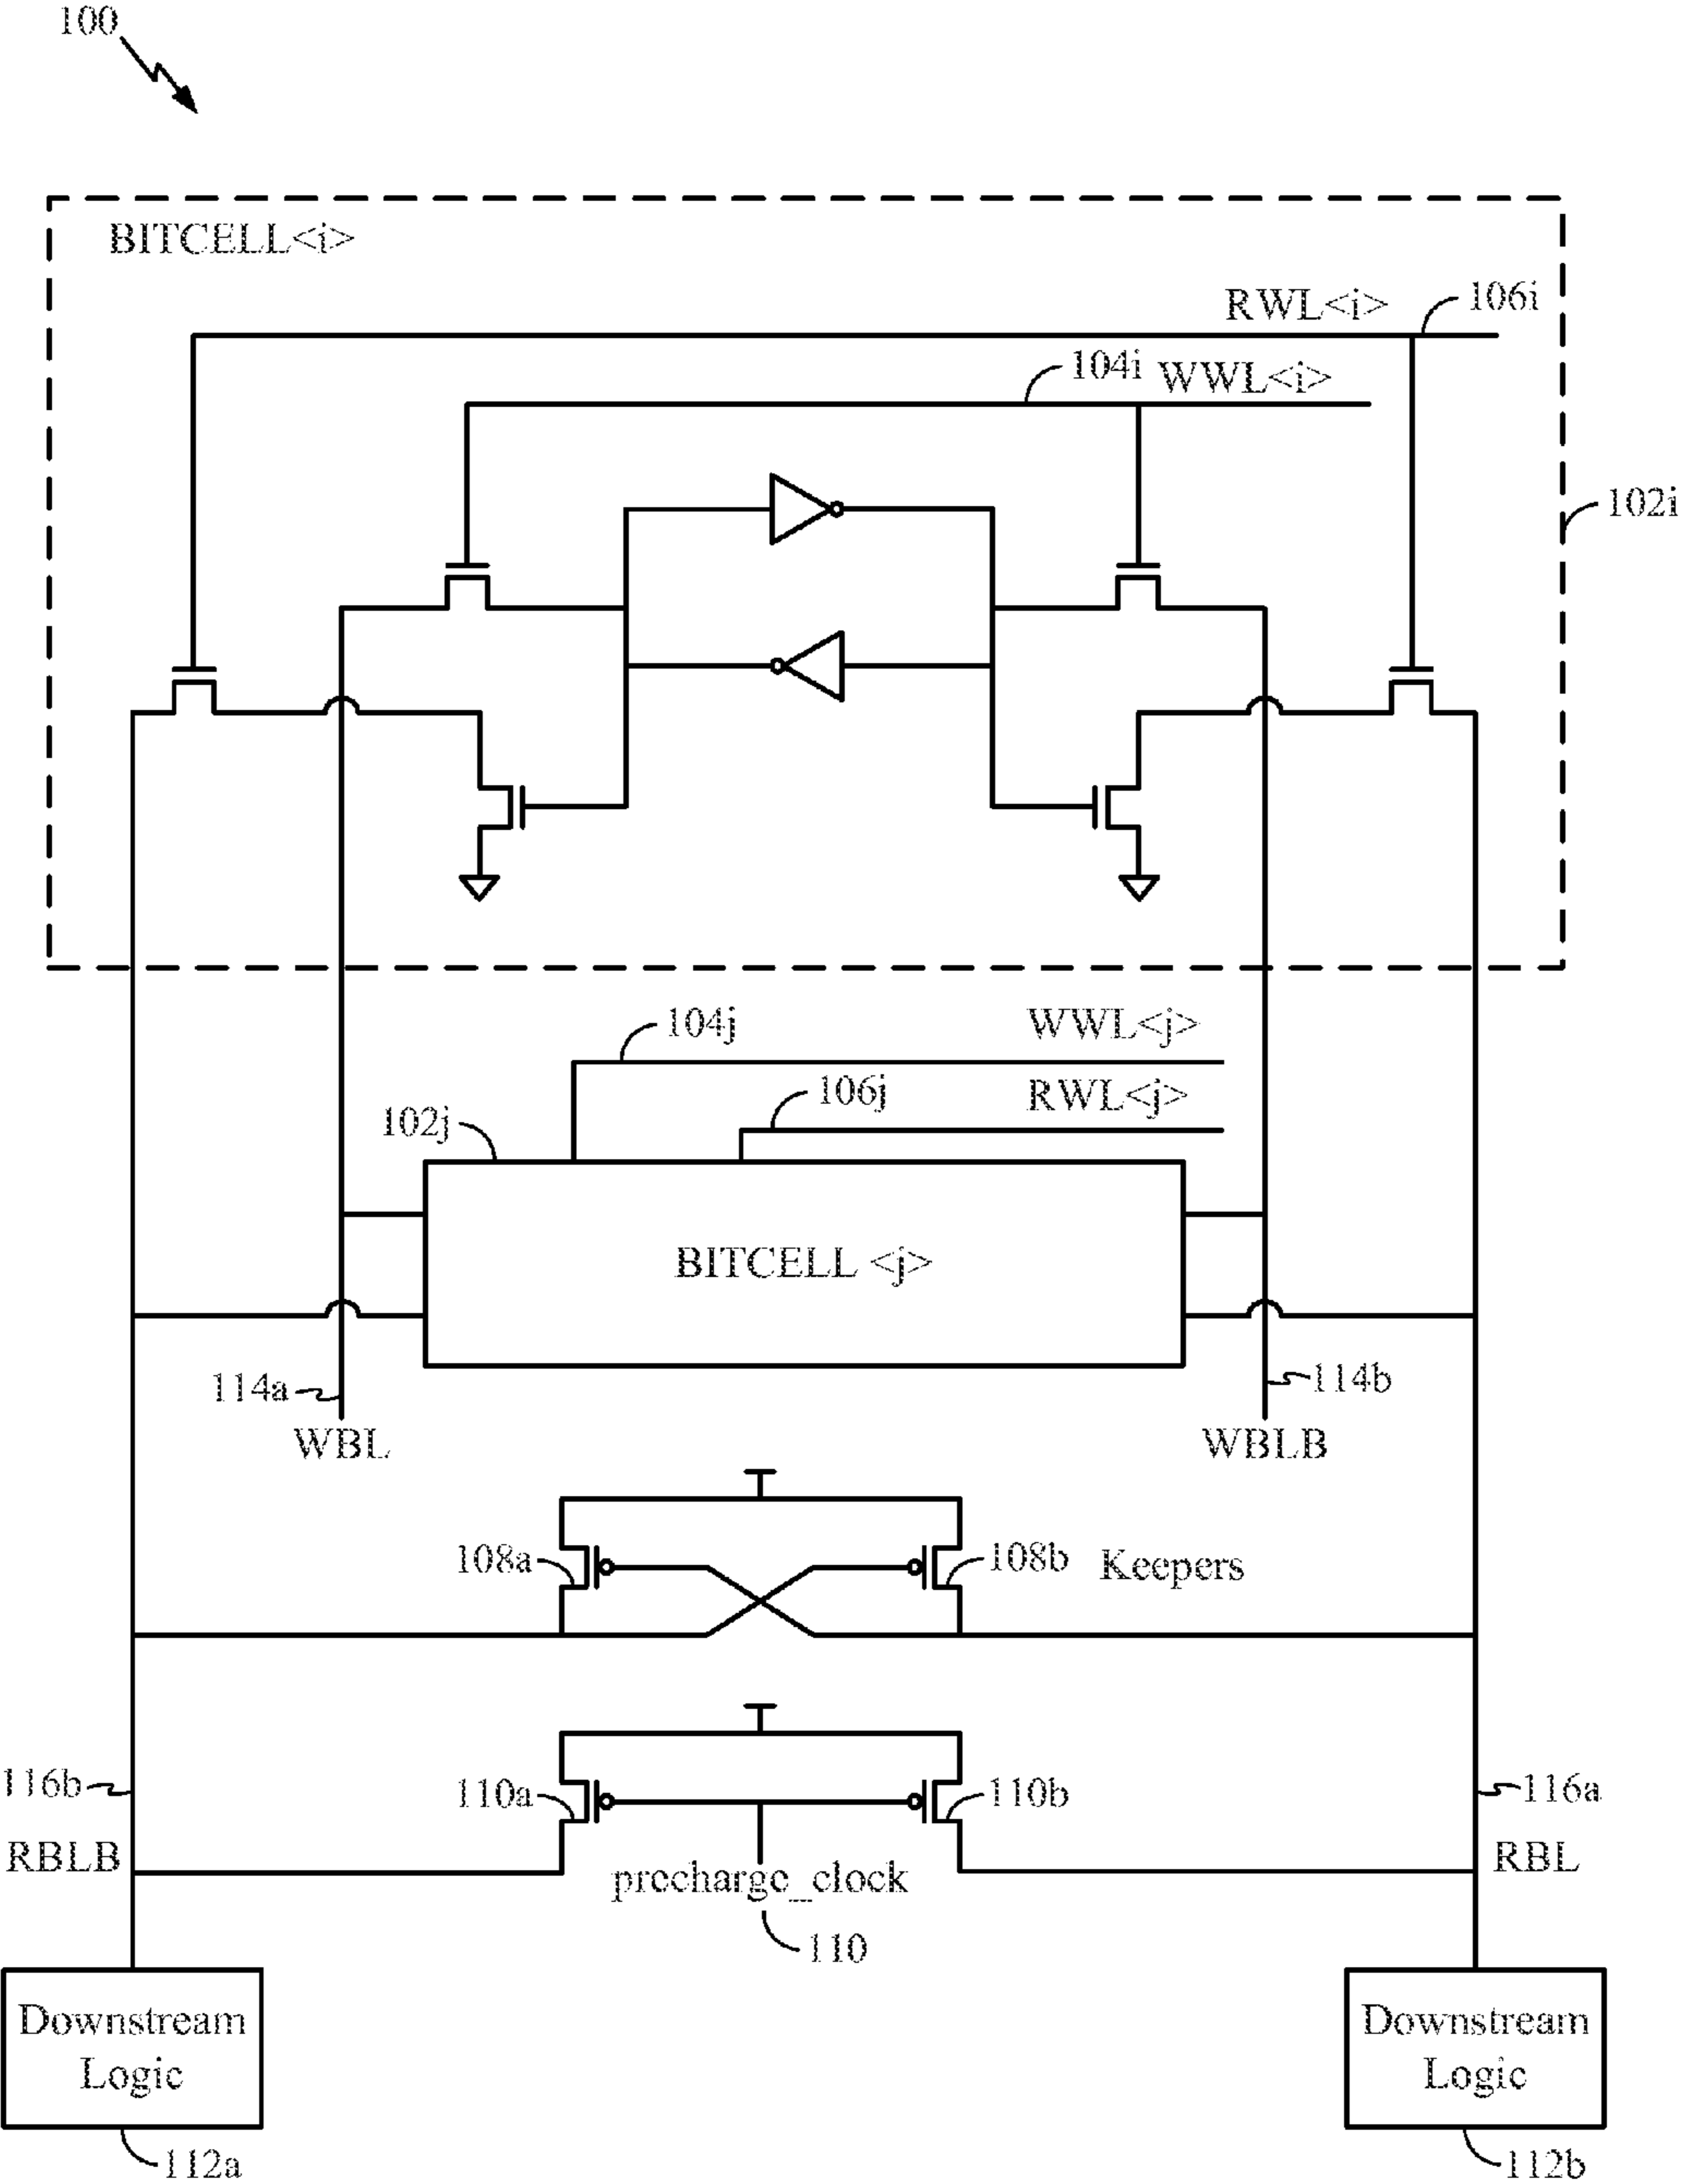 100
BITCELL<i>
RWL<i>
106i
104i
WWL<i>
102i
104j
WWL<j>
106j
RWL<j>
102j
BITCELL <j>
114a
114b
WBL
WBLB
108a
108b
Keepers
116b
110a
110b
116a
RBLB
precharge_clock
RBL
110
Downstream
Logic
Downstream
Logic
112a
112b